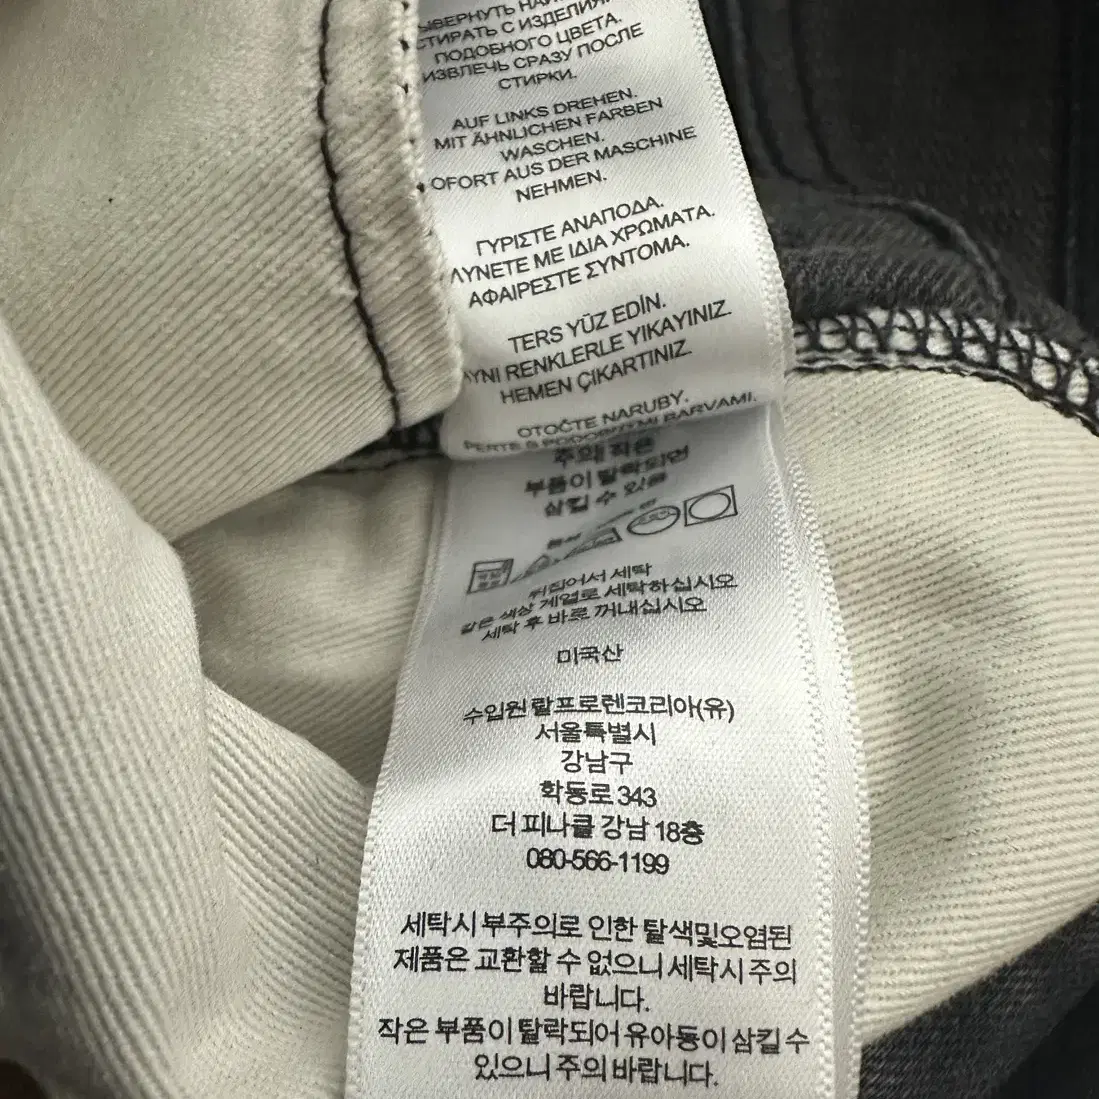 СТИРАТЬ С ИЗДЕЛИЯМИ
ПОДОБНОГО ЦВЕТА.
ИЗВЛЕЧЬ СРАЗУ ПОСЛЕ
СТИРКИ.
AUF LINKS DREHEN.
MIT ÄHNLICHEN FARBEN
WASCHEN.
OFORT AUS DER MASCHINE
NEHMEN.
ΓΥΡΙΣΤΕ ΑΝΑΠΟΔΑ.
ΛΥΝΕΤΕ ΜΕ ΙΔΙΑ ΧΡΩΜΑΤΑ.
ΑΦΑΙΡΕΣΤΕ ΣΥΝΤΟΜΑ.
TERS YÜZ EDİN.
AYNI RENKLERLE YIKAYINIZ.
HEMEN ÇIKARTINIZ.
OTOČTE NARUBY.
PERTE S PODOBNÝMI BARVAMI.
주의! 작은
부품이 탈락되면
삼킬 수 있음
뒤집어서 세탁
같은 색상 계열로 세탁하십시오
세탁 후 바로 꺼내십시오
미국산
수입원 랄프로렌코리아(유)
서울특별시
강남구
학동로 343
더 피나클 강남 18층
080-566-1199
세탁시 부주의로 인한 탈색및오염된
제품은 교환할 수 없으니 세탁시 주의
바랍니다.
작은 부품이 탈락되어 유아동이 삼킬 수
있으니 주의 바랍니다.